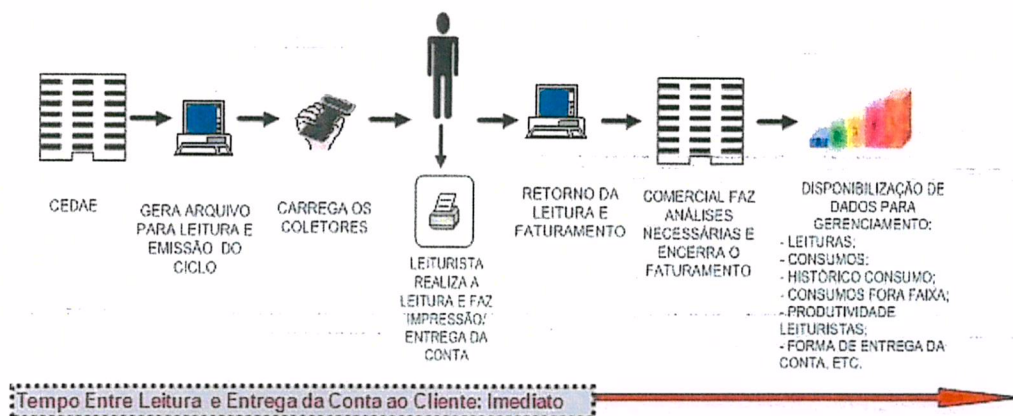 CEDAE
GERA ARQUIVO
PARA LEITURA E
EMISSÃO DO
CICLO
CARREGA OS
COLETORES
LEITURISTA
REALIZA A
LEITURA E FAZ
IMPRESSÃO/
ENTREGA DA
CONTA
RETORNO DA
LEITURA E
FATURAMENTO
COMERCIAL FAZ
ANÁLISES
NECESSÁRIAS E
ENCERRA O
FATURAMENTO
DISPONIBILIZAÇÃO DE
DADOS PARA
GERENCIAMENTO:
- LEITURAS;
- CONSUMOS;
- HISTÓRICO CONSUMO;
- CONSUMOS FORA FAIXA;
- PRODUTIVIDADE
LEITURISTAS;
- FORMA DE ENTREGA DA
CONTA, ETC.
Tempo Entre Leitura e Entrega da Conta ao Cliente: Imediato